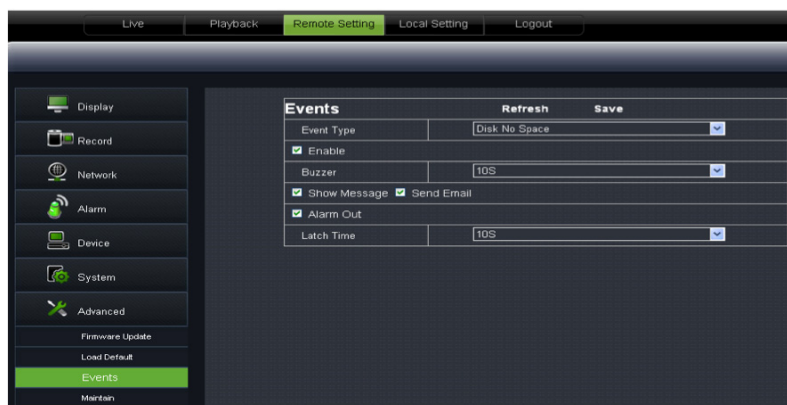 Live Playback Remote Setting Local Setting Logout
Display
Record
Network
Alarm
Device
System
Advanced
Firmware Update
Load Default
Events
Maintain
Events Refresh Save
Event Type Disk No Space
Enable
Buzzer 10S
Show Message Send Email
Alarm Out
Latch Time 10S